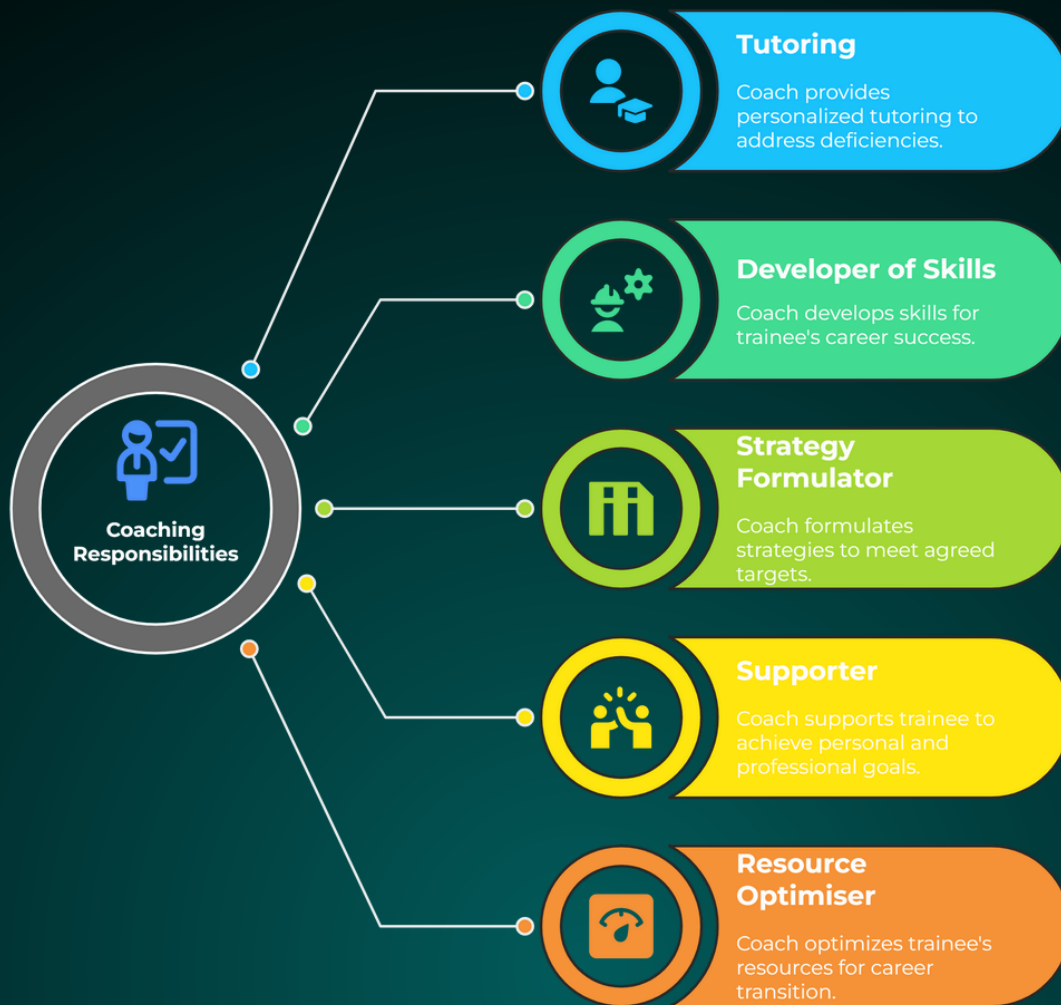 Coaching
Responsibilities
Tutoring
Coach provides
personalized tutoring to
address deficiencies.
Developer of Skills
Coach develops skills for
trainee's career success.
Strategy
Formulator
Coach formulates
strategies to meet agreed
targets.
Supporter
Coach supports trainee to
achieve personal and
professional goals.
Resource
Optimiser
Coach optimizes trainee's
resources for career
transition.